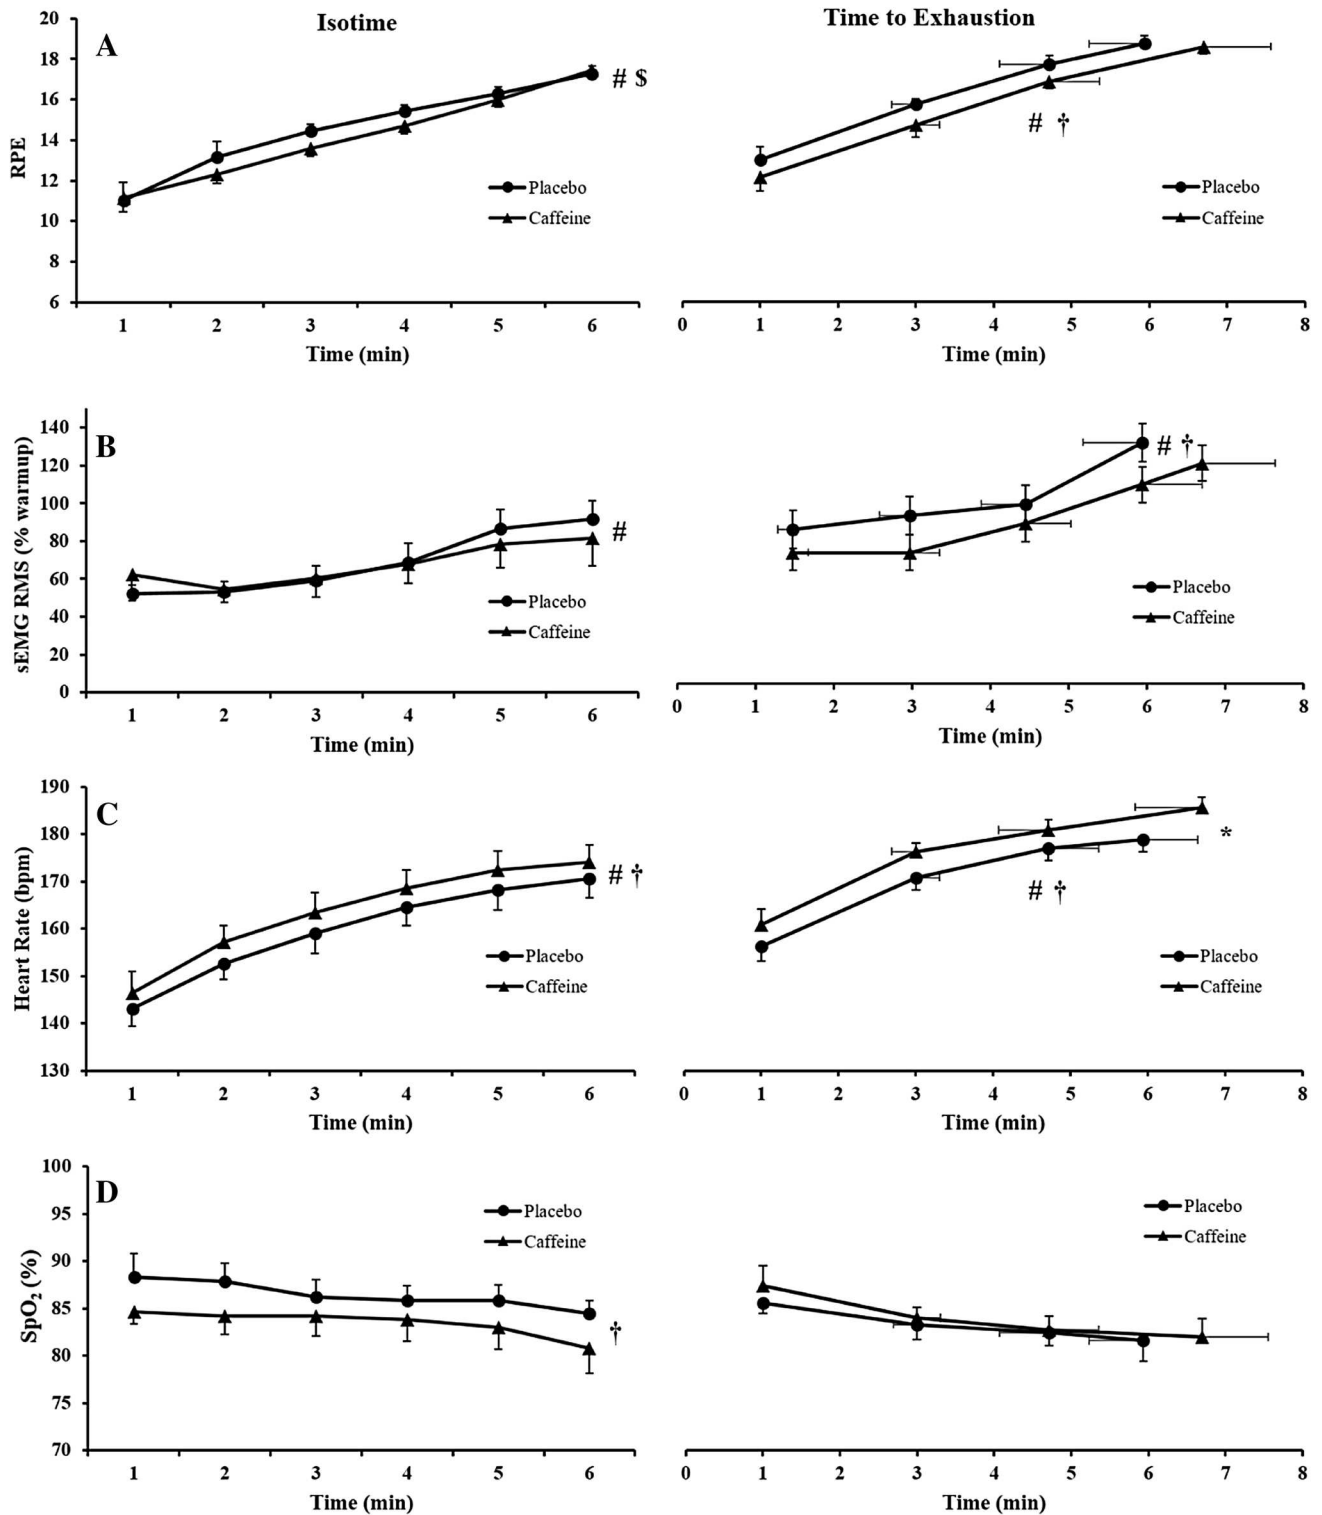 Isotime
Time to Exhaustion
A
20
18
16
14
12
10
8
6
RPE
# $
Placebo
Caffeine
1 2 3 4 5 6
Time (min)
# †
Placebo
Caffeine
0 1 2 3 4 5 6 7 8
Time (min)
B
140
120
100
80
60
40
20
0
sEMG RMS (% warmup)
#
Placebo
Caffeine
1 2 3 4 5 6
Time (min)
# †
Placebo
Caffeine
0 1 2 3 4 5 6 7 8
Time (min)
C
190
180
170
160
150
140
130
Heart Rate (bpm)
# †
Placebo
Caffeine
1 2 3 4 5 6
Time (min)
*
# †
Placebo
Caffeine
0 1 2 3 4 5 6 7 8
Time (min)
D
100
95
90
85
80
75
70
SpO₂ (%)
Placebo
Caffeine
†
1 2 3 4 5 6
Time (min)
Placebo
Caffeine
0 1 2 3 4 5 6 7 8
Time (min)